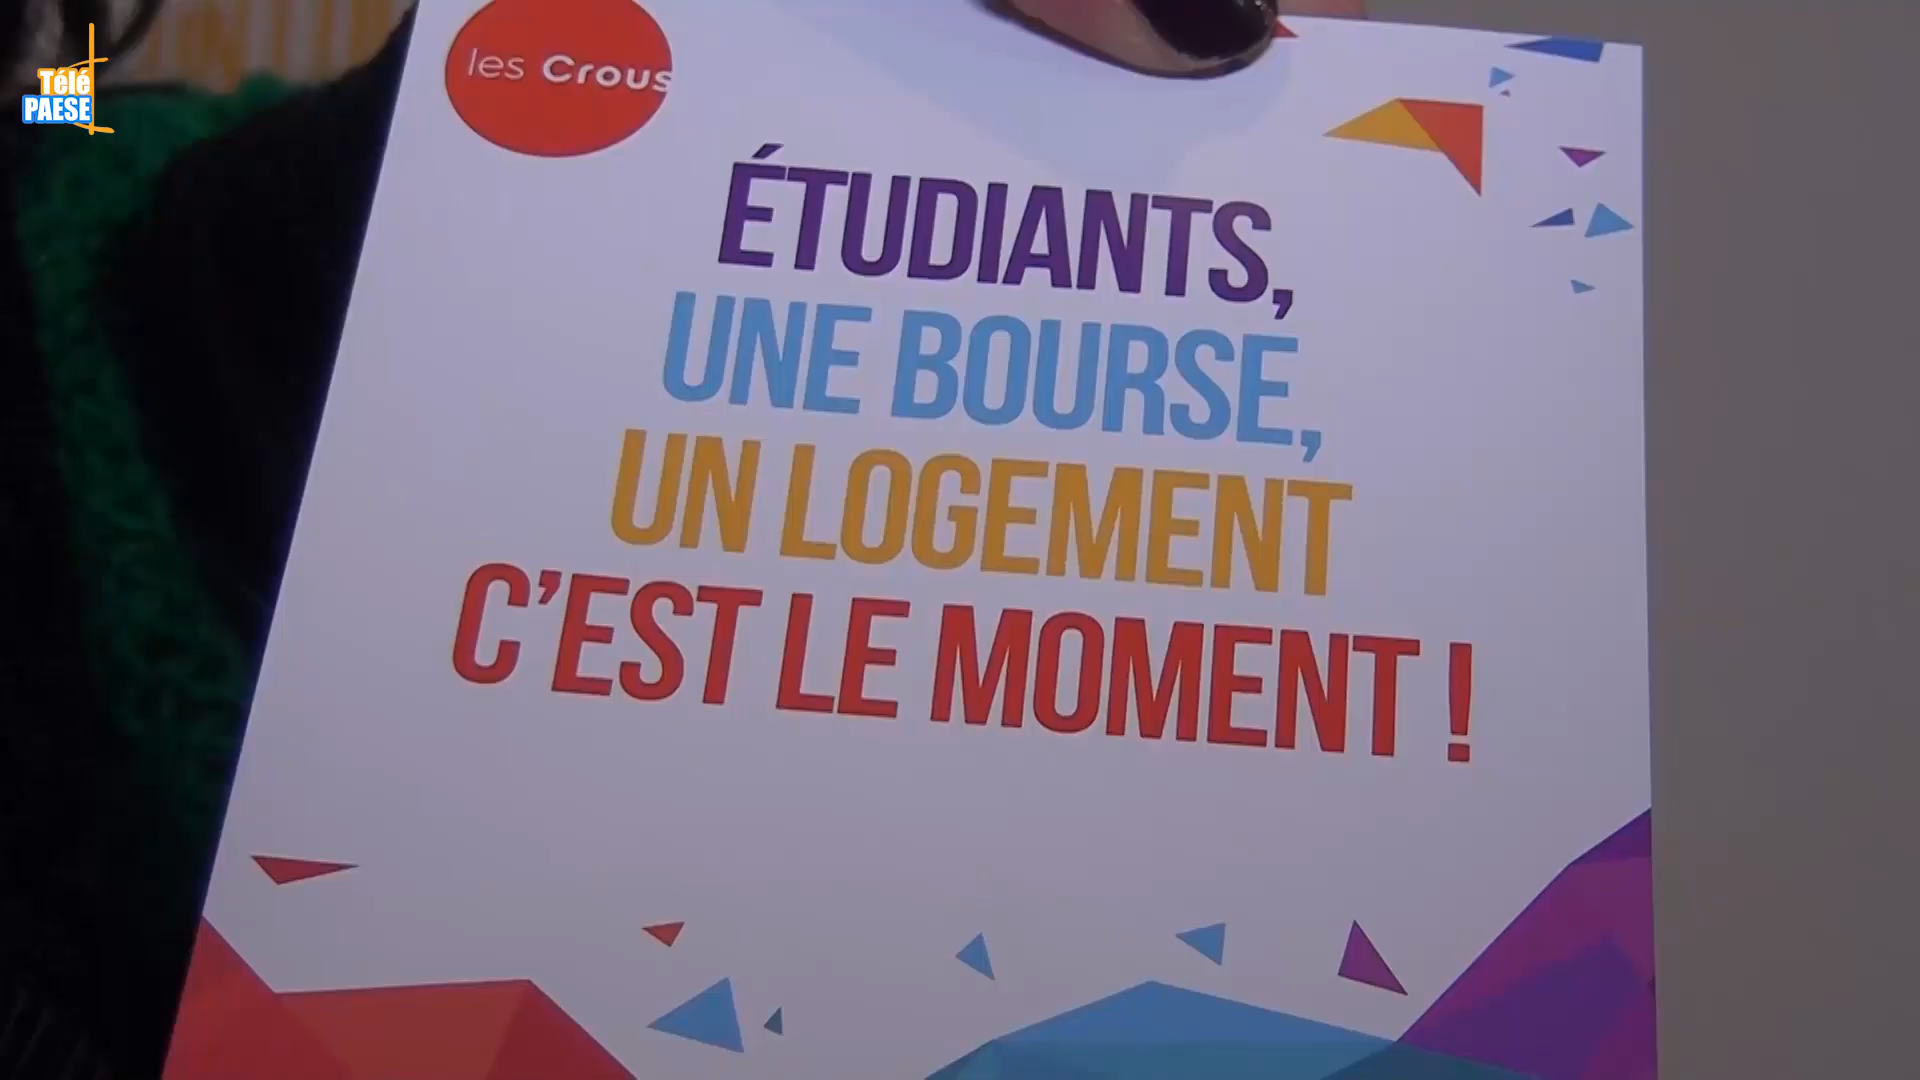 Télé
PAESE
les Crous
ÉTUDIANTS,
UNE BOURSE,
UN LOGEMENT
C'EST LE MOMENT !